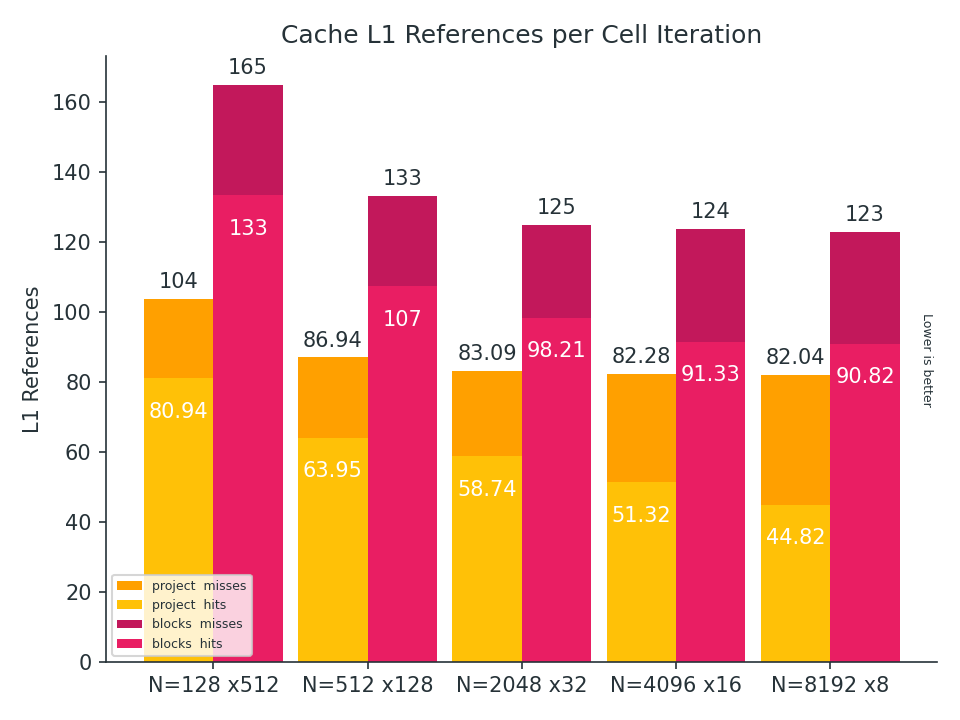 Cache L1 References per Cell Iteration
L1 References
160
140
120
100
80
60
40
20
0
165
133
133
107
125
98.21
124
91.33
123
90.82
104
80.94
86.94
63.95
83.09
58.74
82.28
51.32
82.04
44.82
Lower is better
project misses
project hits
blocks misses
blocks hits
N=128 x512
N=512 x128
N=2048 x32
N=4096 x16
N=8192 x8